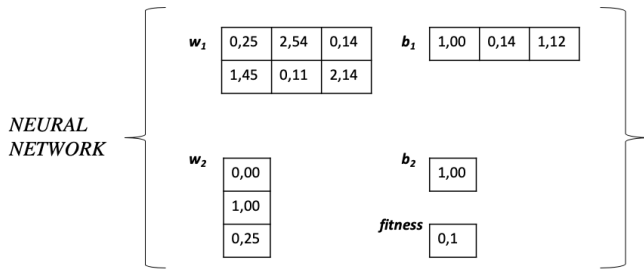 w1 0,25 2,54 0,14 b1 1,00 0,14 1,12
1,45 0,11 2,14
NEURAL
NETWORK
w2 0,00 b2 1,00
1,00
fitness
0,25 0,1